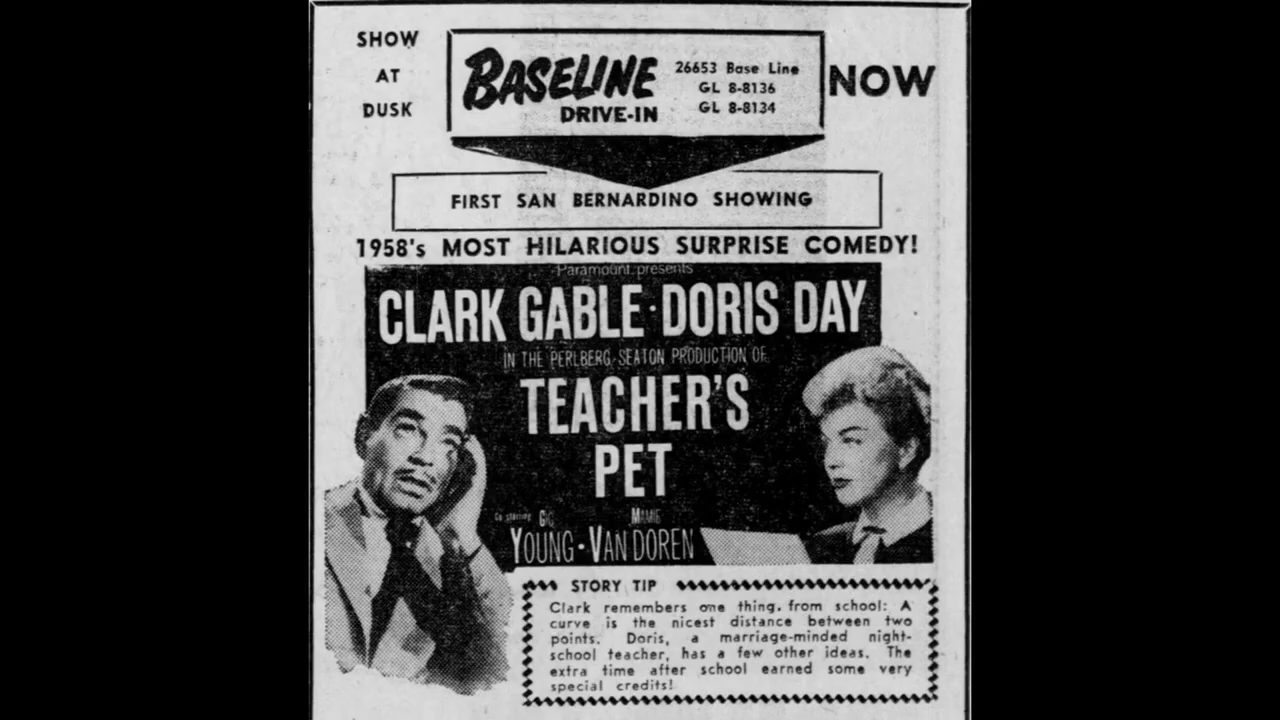 SHOW
AT
DUSK
BASELINE
DRIVE-IN
26653 Base Line
GL 8-8136
GL 8-8134
NOW
FIRST SAN BERNARDINO SHOWING
1958's MOST HILARIOUS SURPRISE COMEDY!
Paramount presents
CLARK GABLE · DORIS DAY
IN THE PERLBERG-SEATON PRODUCTION OF
TEACHER'S
PET
Co-starring GIG MAMIE
YOUNG · VAN DOREN
STORY TIP
Clark remembers one thing from school: A
curve is the nicest distance between two
points. Doris, a marriage-minded night-
school teacher, has a few other ideas. The
extra time after school earned some very
special credits!